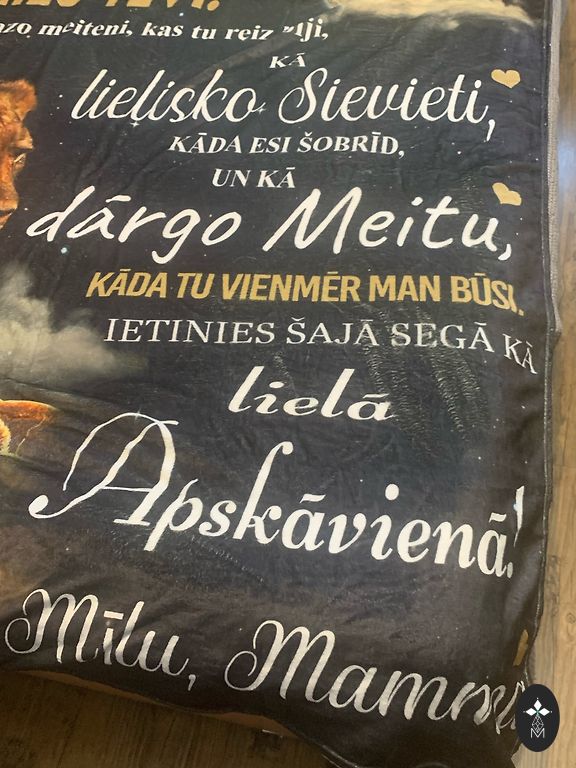 meiteni, kas tu reiz biji,
KĀ
lielisko Sievieti,
KĀDA ESI ŠOBRĪD,
UN KĀ
dārgo Meitu,
KĀDA TU VIENMĒR MAN BŪSI.
IETINIES ŠAJĀ SEGĀ KĀ
lielā
Apskāvienā!
Mīlu, Mamma